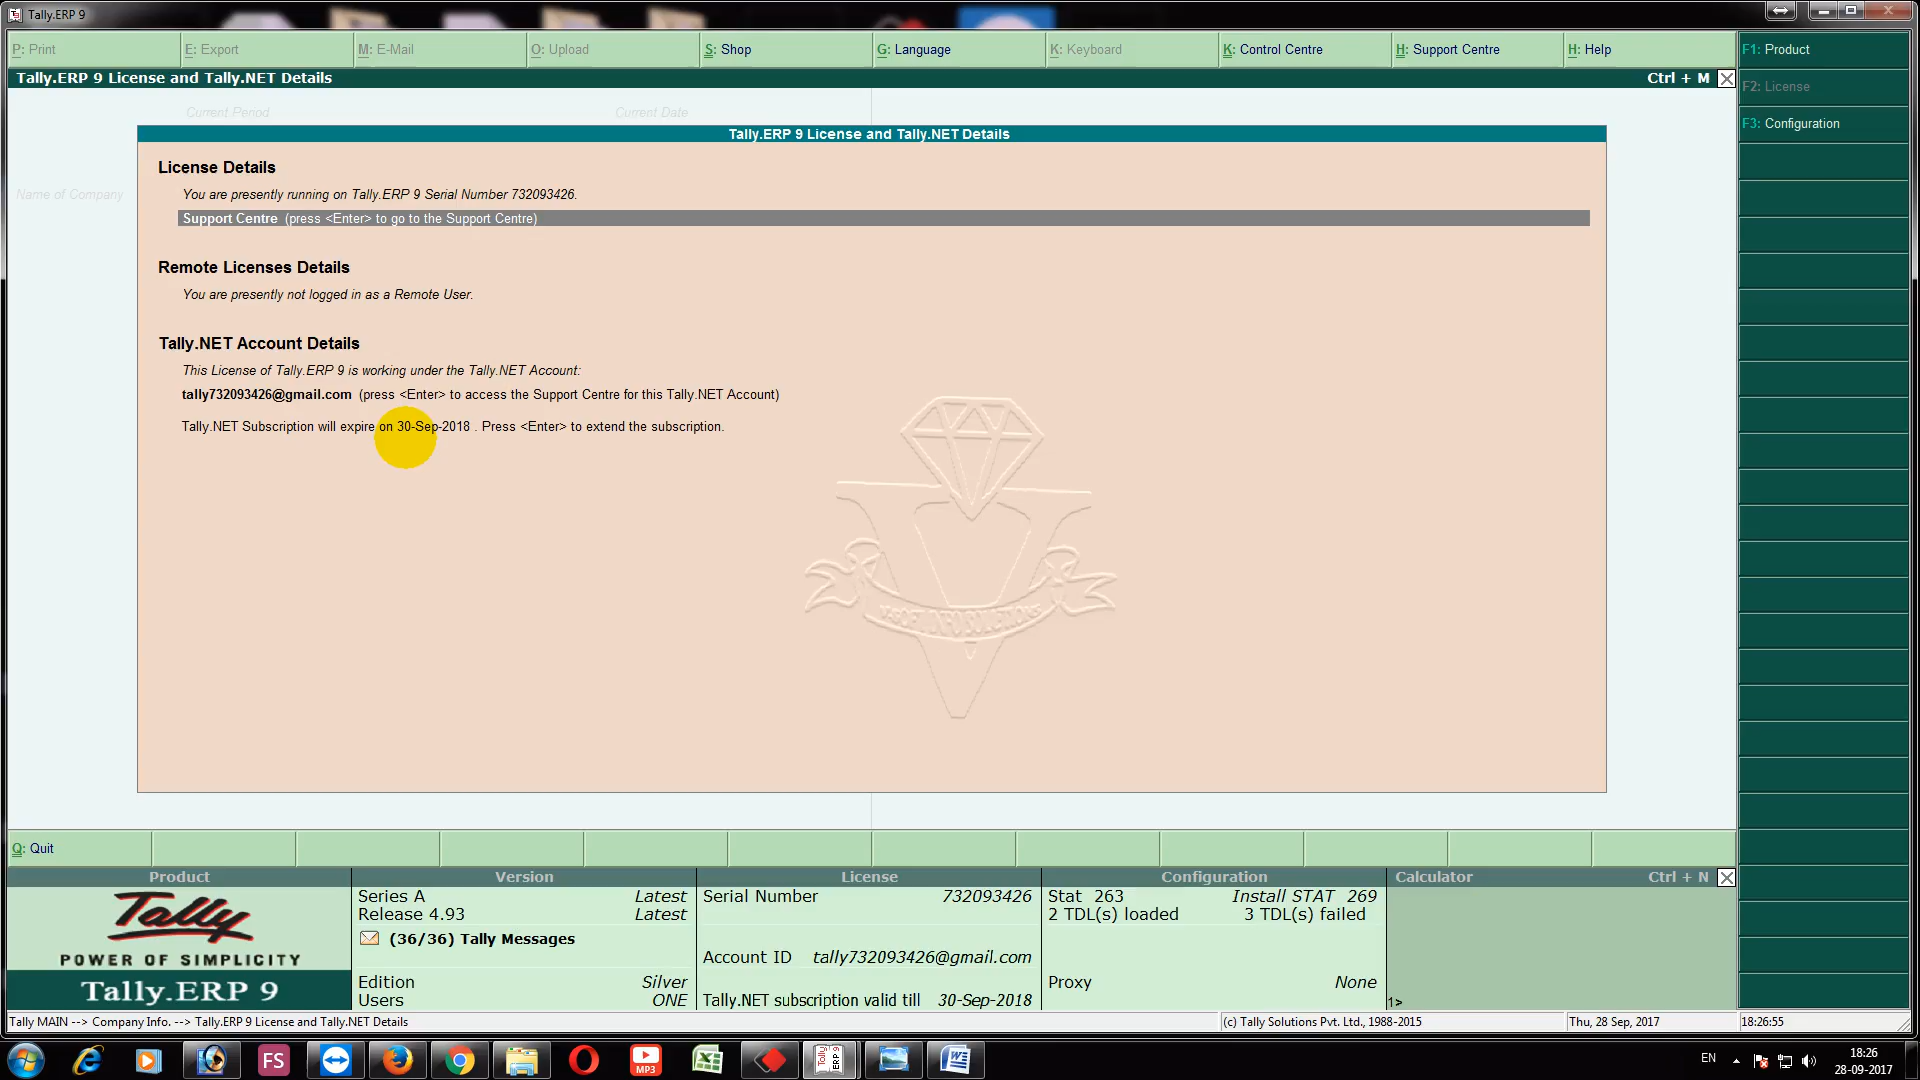 Tally.ERP 9
P: Print
E: Export
M: E-Mail
O: Upload
S: Shop
G: Language
K: Keyboard
K: Control Centre
H: Support Centre
H: Help
F1: Product
Tally.ERP 9 License and Tally.NET Details
Ctrl + M
F2: License
Current Period
Current Date
F3: Configuration
Tally.ERP 9 License and Tally.NET Details
License Details
Name of Company
You are presently running on Tally.ERP 9 Serial Number 732093426.
Support Centre (press <Enter> to go to the Support Centre)
Remote Licenses Details
You are presently not logged in as a Remote User.
Tally.NET Account Details
This License of Tally.ERP 9 is working under the Tally.NET Account:
tally732093426@gmail.com (press <Enter> to access the Support Centre for this Tally.NET Account)
Tally.NET Subscription will expire on 30-Sep-2018 . Press <Enter> to extend the subscription.
Q: Quit
Product
Tally
POWER OF SIMPLICITY
Tally.ERP 9
Version
Series A Latest
Release 4.93 Latest
(36/36) Tally Messages
Edition Silver
Users ONE
License
Serial Number 732093426
Account ID tally732093426@gmail.com
Tally.NET subscription valid till 30-Sep-2018
Configuration
Stat 263 Install STAT 269
2 TDL(s) loaded 3 TDL(s) failed
Proxy None
Calculator Ctrl + N
1>
Tally MAIN --> Company Info. --> Tally.ERP 9 License and Tally.NET Details
(c) Tally Solutions Pvt. Ltd., 1988-2015
Thu, 28 Sep, 2017
18:26:55
FS
MP3
Tally
ERP 9
EN
18:26
28-09-2017